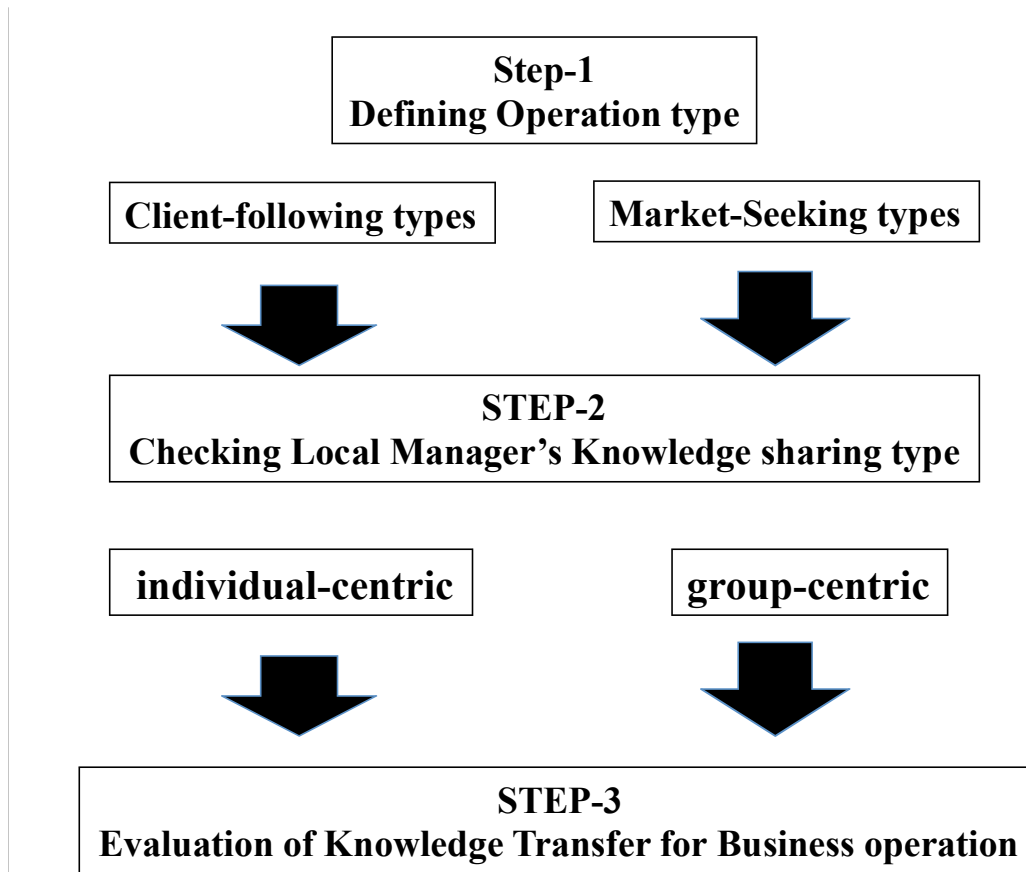 Step-1
Defining Operation type
Client-following types
Market-Seeking types
STEP-2
Checking Local Manager’s Knowledge sharing type
individual-centric
group-centric
STEP-3
Evaluation of Knowledge Transfer for Business operation